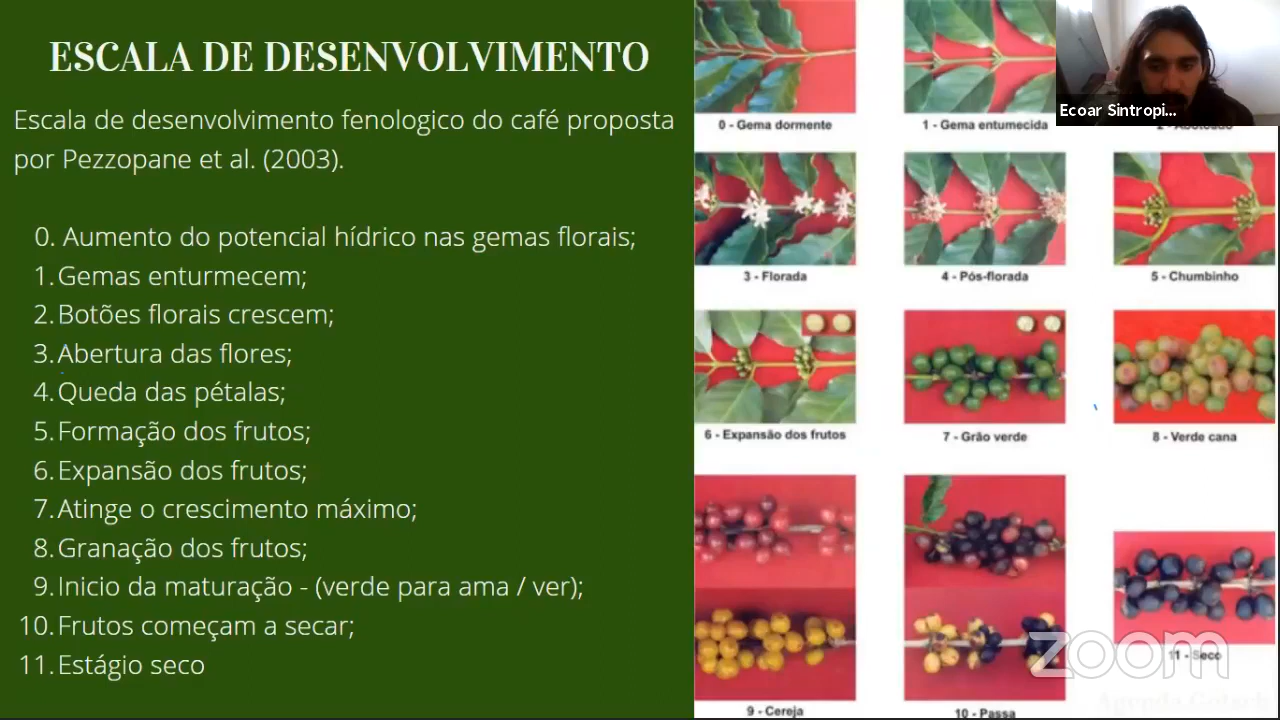 ESCALA DE DESENVOLVIMENTO
Escala de desenvolvimento fenologico do café proposta
por Pezzopane et al. (2003).
0. Aumento do potencial hídrico nas gemas florais;
1. Gemas enturmecem;
2. Botões florais crescem;
3. Abertura das flores;
4. Queda das pétalas;
5. Formação dos frutos;
6. Expansão dos frutos;
7. Atinge o crescimento máximo;
8. Granação dos frutos;
9. Inicio da maturação - (verde para ama / ver);
10. Frutos começam a secar;
11. Estágio seco
Ecoar Sintropi...
0 - Gema dormente
1 - Gema entumecida
3 - Florada
4 - Pós-florada
5 - Chumbinho
6 - Expansão dos frutos
7 - Grão verde
8 - Verde cana
9 - Cereja
10 - Passa
11 - Seco
zoom